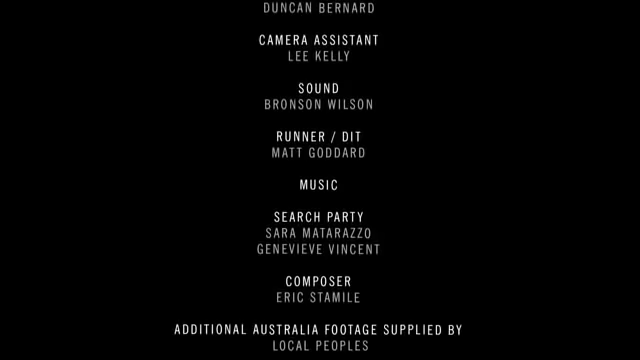 DUNCAN BERNARD
CAMERA ASSISTANT
LEE KELLY
SOUND
BRONSON WILSON
RUNNER / DIT
MATT GODDARD
MUSIC
SEARCH PARTY
SARA MATARAZZO
GENEVIEVE VINCENT
COMPOSER
ERIC STAMILE
ADDITIONAL AUSTRALIA FOOTAGE SUPPLIED BY
LOCAL PEOPLES